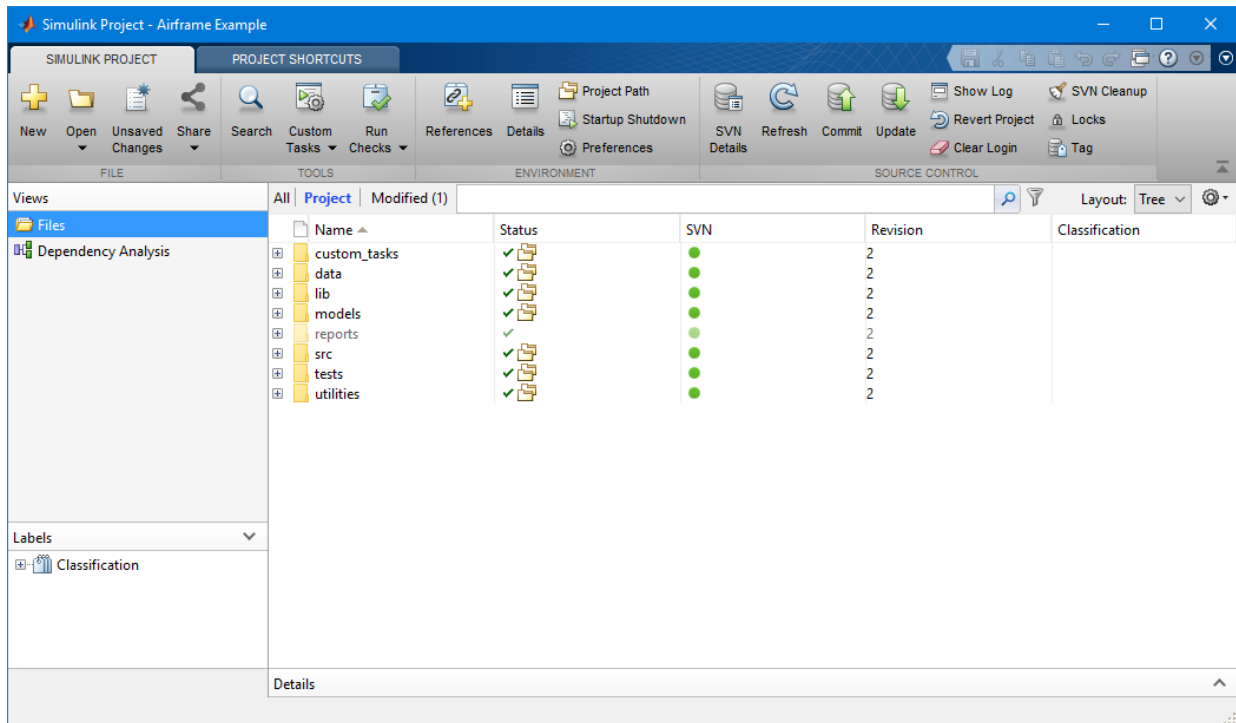 Simulink Project - Airframe Example
SIMULINK PROJECT PROJECT SHORTCUTS
New Open Unsaved Changes Share
FILE
Search Custom Tasks Run Checks
TOOLS
References Details Project Path
Startup Shutdown
Preferences
ENVIRONMENT
SVN Details Refresh Commit Update Show Log SVN Cleanup
Revert Project Locks
Clear Login Tag
SOURCE CONTROL
Views
Files
Dependency Analysis
Labels
Classification
All Project Modified (1) Layout: Tree
Name Status SVN Revision Classification
custom_tasks 2
data 2
lib 2
models 2
reports 2
src 2
tests 2
utilities 2
Details